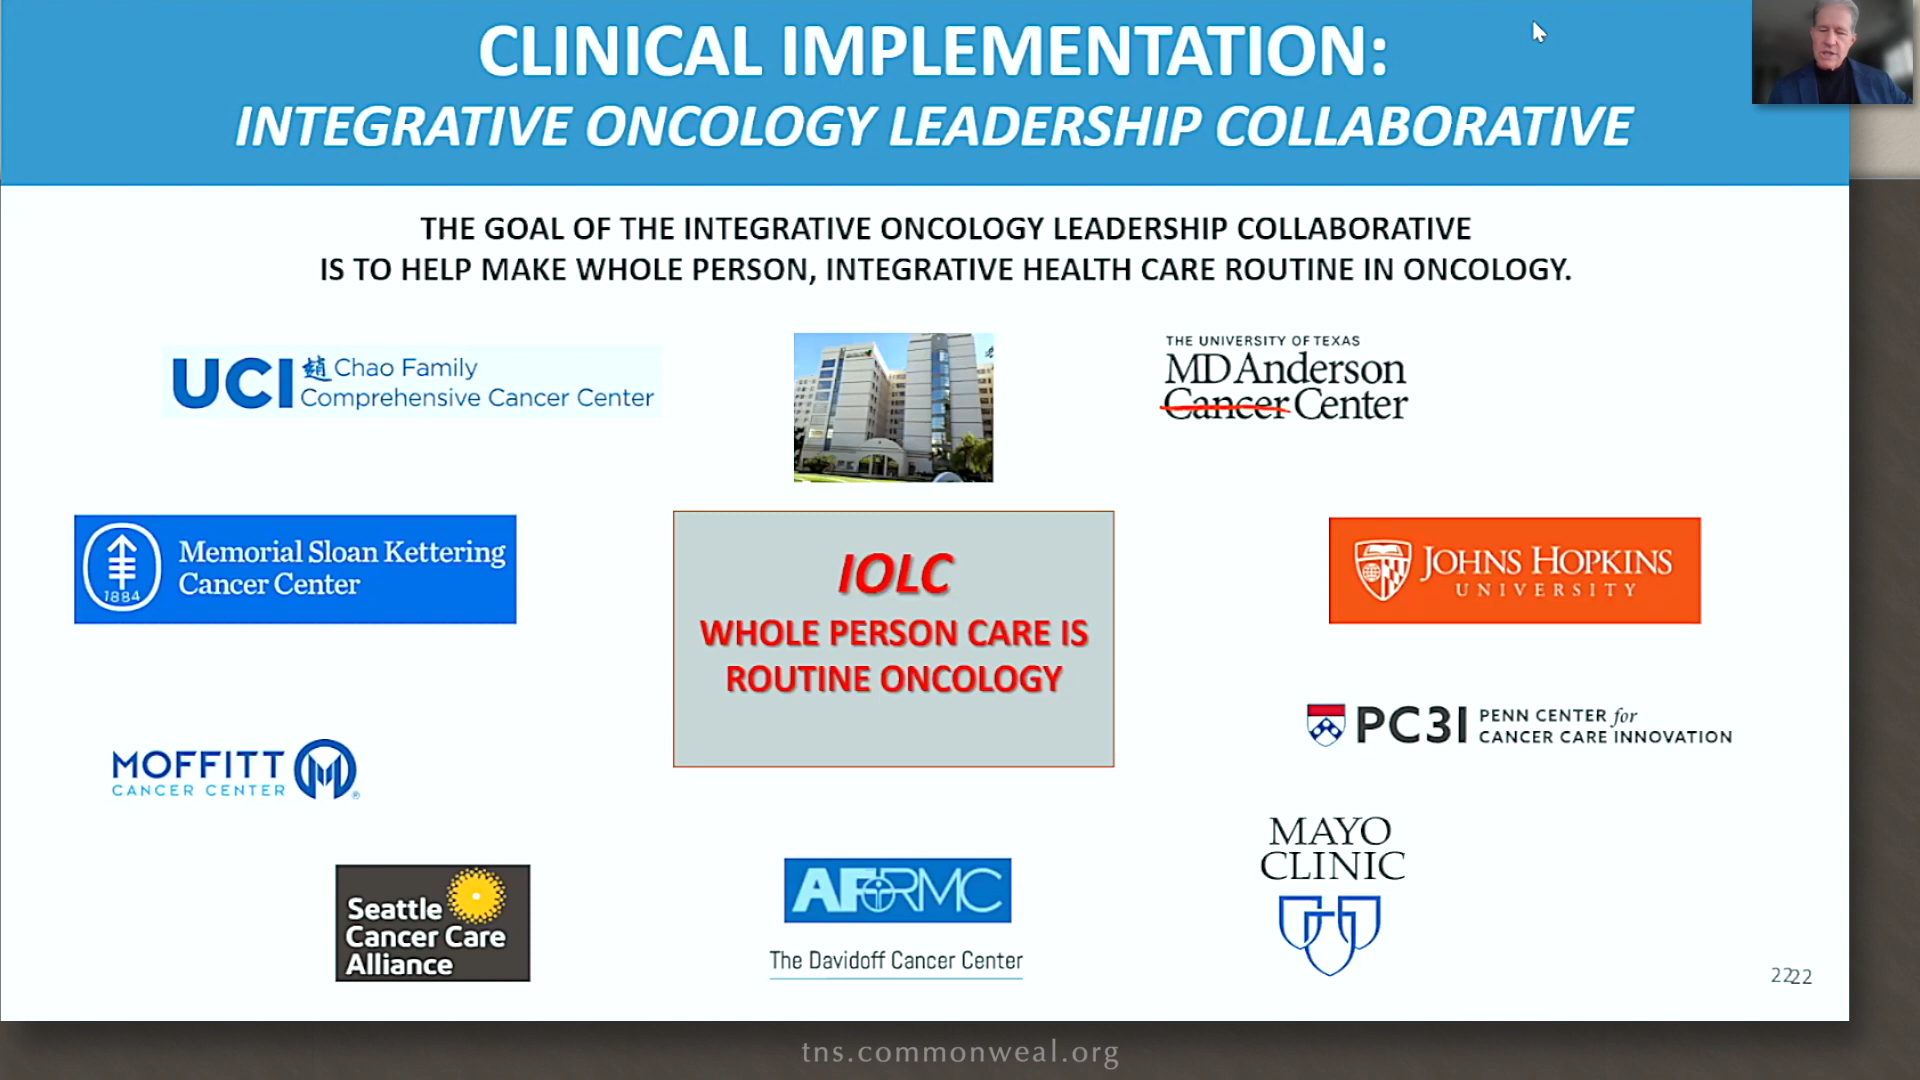 CLINICAL IMPLEMENTATION:
INTEGRATIVE ONCOLOGY LEADERSHIP COLLABORATIVE
THE GOAL OF THE INTEGRATIVE ONCOLOGY LEADERSHIP COLLABORATIVE
IS TO HELP MAKE WHOLE PERSON, INTEGRATIVE HEALTH CARE ROUTINE IN ONCOLOGY.
UCI 趙 Chao Family
Comprehensive Cancer Center
THE UNIVERSITY OF TEXAS
MD Anderson
Cancer Center
1884
Memorial Sloan Kettering
Cancer Center
IOLC
WHOLE PERSON CARE IS
ROUTINE ONCOLOGY
JOHNS HOPKINS
UNIVERSITY
PC3I PENN CENTER for
CANCER CARE INNOVATION
MOFFITT
CANCER CENTER ®
MAYO
CLINIC
Seattle
Cancer Care
Alliance
AFRMC
The Davidoff Cancer Center
2222
tns.commonweal.org